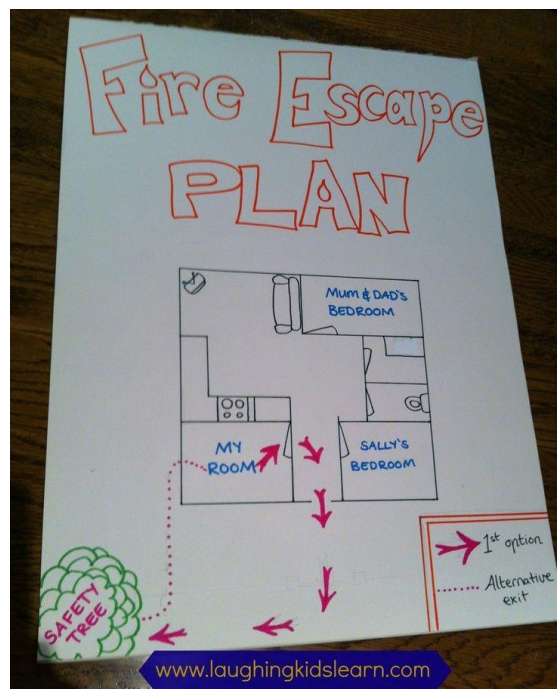 Fire Escape
PLAN
Mum & DAD'S
BEDROOM
MY
ROOM
SALLY'S
BEDROOM
1st option
Alternative
exit
SAFETY
TREE
www.laughingkidslearn.com